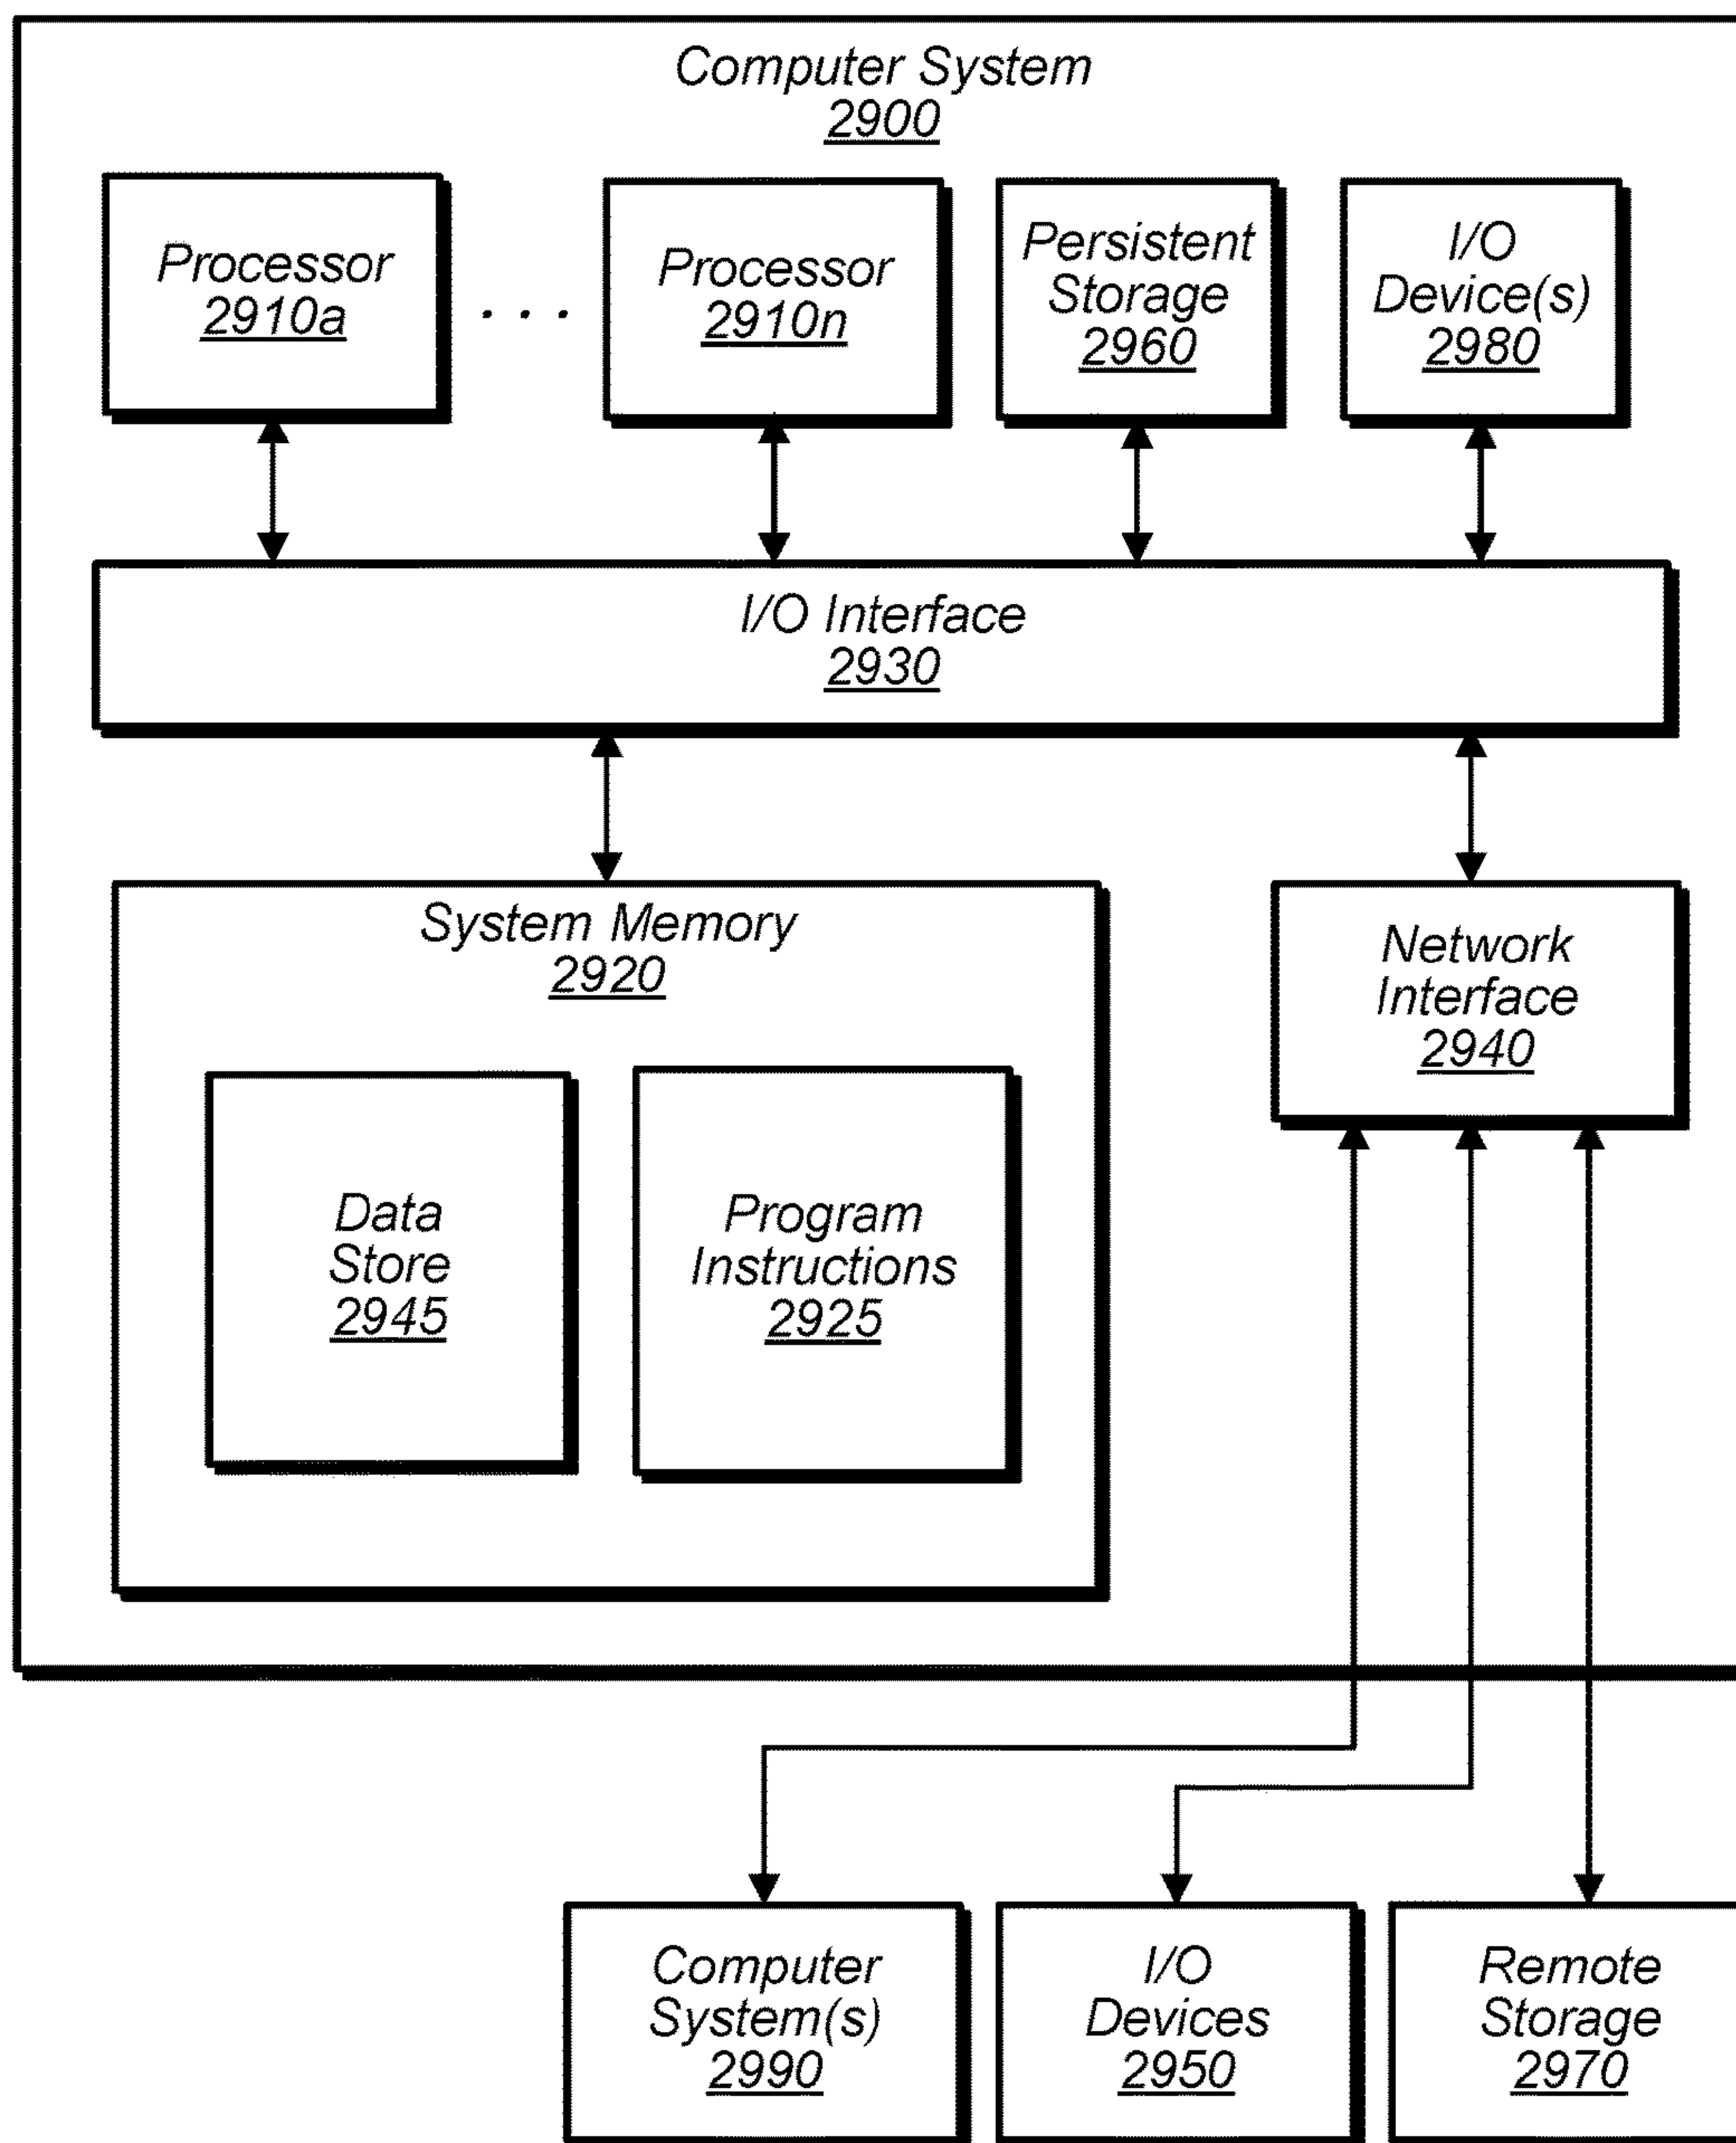 Computer System
2900
Processor
2910a
. . .
Processor
2910n
Persistent
Storage
2960
I/O
Device(s)
2980
I/O Interface
2930
System Memory
2920
Network
Interface
2940
Data
Store
2945
Program
Instructions
2925
Computer
System(s)
2990
I/O
Devices
2950
Remote
Storage
2970